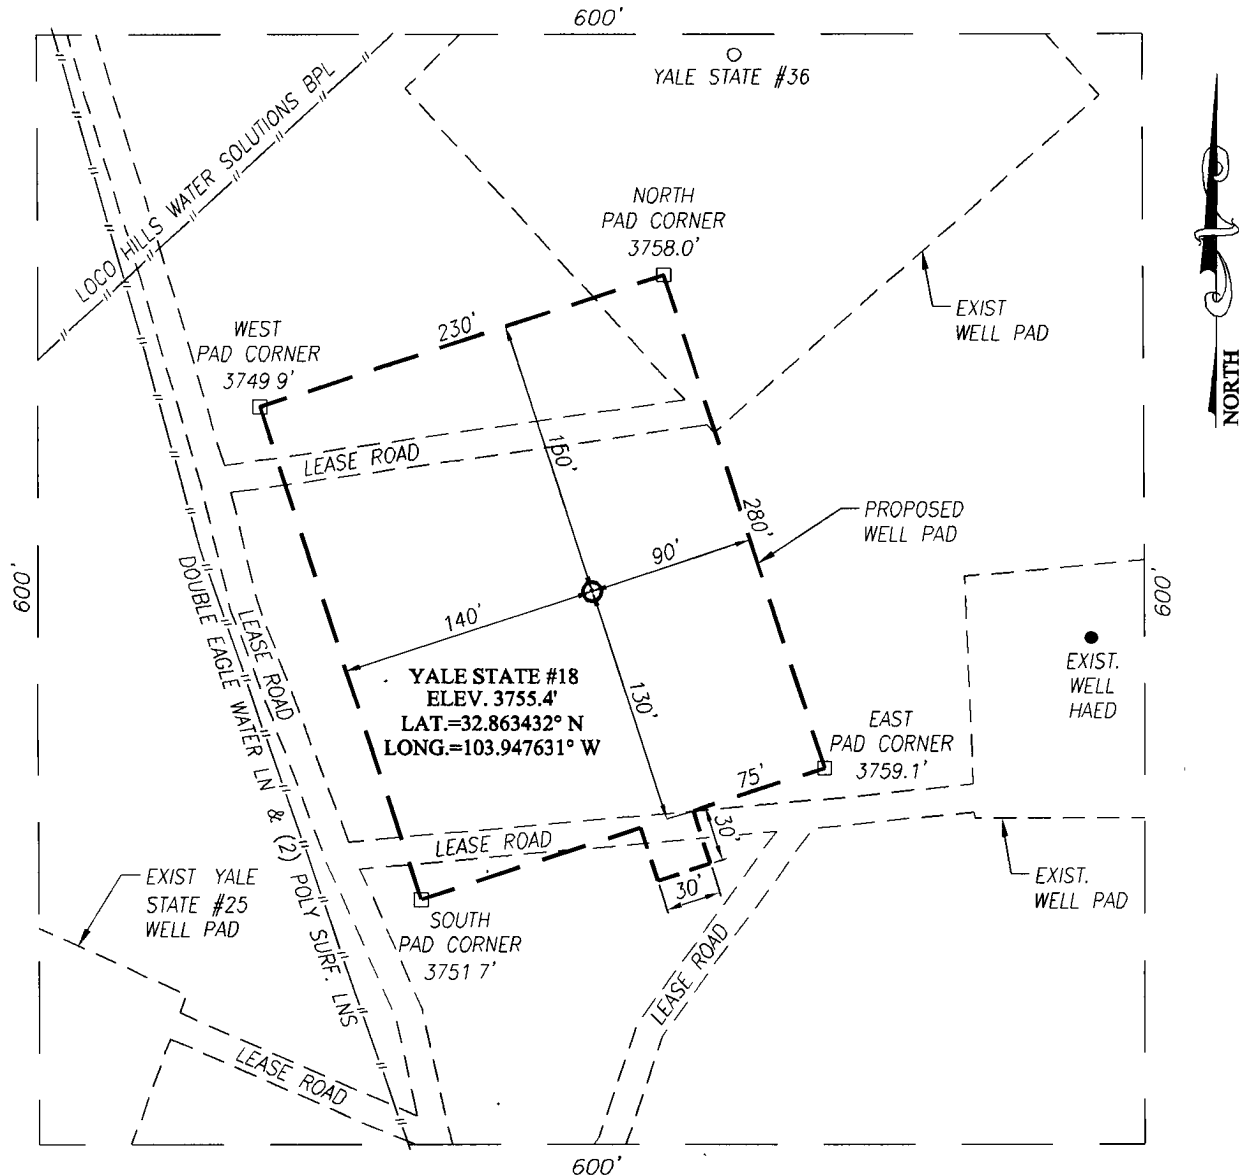 600'
YALE STATE #36
LOCO HILLS WATER SOLUTIONS BPL
NORTH
PAD CORNER
3758.0'
NORTH
EXIST
WELL PAD
WEST
PAD CORNER
3749 9'
230'
150'
LEASE ROAD
280'
PROPOSED
WELL PAD
90'
140'
600'
600'
DOUBLE EAGLE WATER LN & (2) POLY SURF. LNS
LEASE ROAD
YALE STATE #18
ELEV. 3755.4'
LAT.=32.863432° N
LONG.=103.947631° W
130'
EXIST.
WELL
HAED
EAST
PAD CORNER
3759.1'
75'
30'
30'
LEASE ROAD
EXIST YALE
STATE #25
WELL PAD
SOUTH
PAD CORNER
3751 7'
EXIST.
WELL PAD
LEASE ROAD
LEASE ROAD
600'